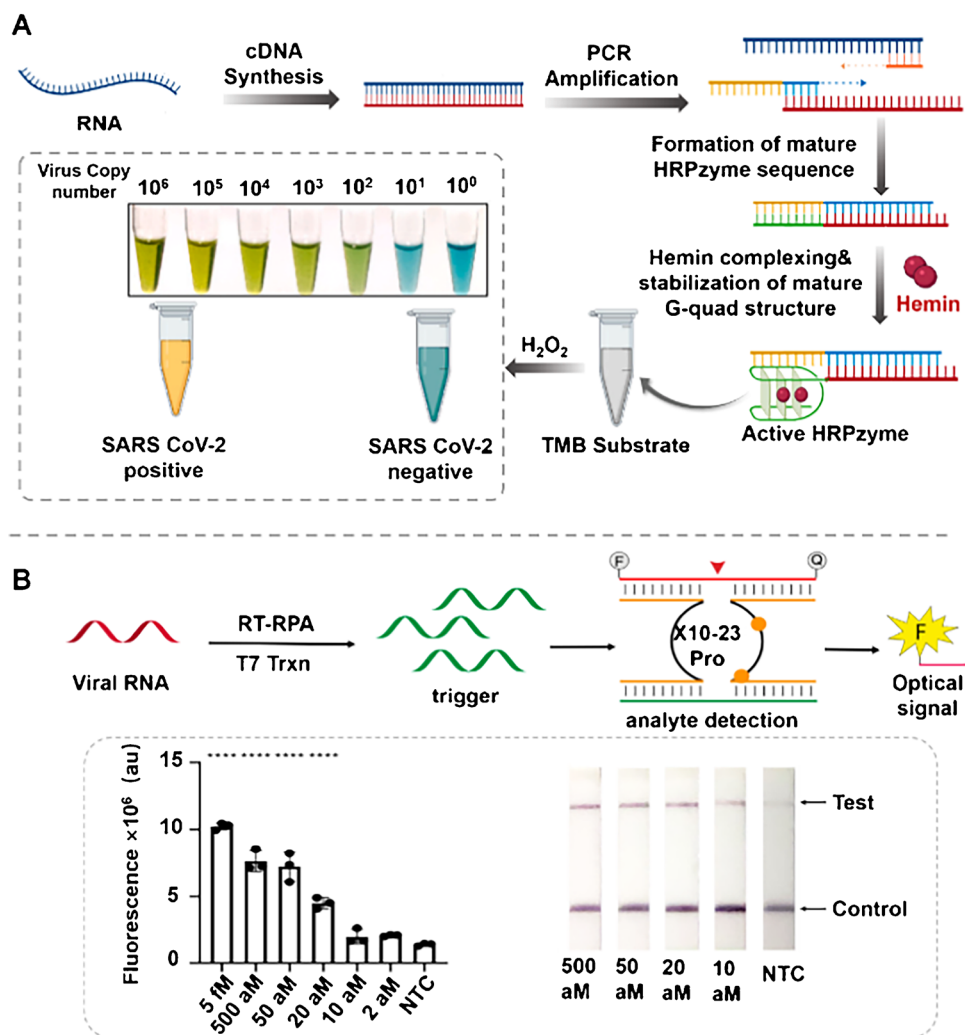 A
RNA
cDNA
Synthesis
PCR
Amplification
Formation of mature
HRPzyme sequence
Hemin complexing&
stabilization of mature
G-quad structure
Hemin
Active HRPzyme
TMB Substrate
H₂O₂
Virus Copy
number
10⁶ 10⁵ 10⁴ 10³ 10² 10¹ 10⁰
SARS CoV-2
positive
SARS CoV-2
negative
B
Viral RNA
RT-RPA
T7 Trxn
trigger
F
Q
X10-23
Pro
analyte detection
F
Optical
signal
Fluorescence ×10⁶ (au)
15
10
5
0
**** **** **** ****
5 fM 500 aM 50 aM 20 aM 10 aM 2 aM NTC
Test
Control
500
aM
50
aM
20
aM
10
aM
NTC